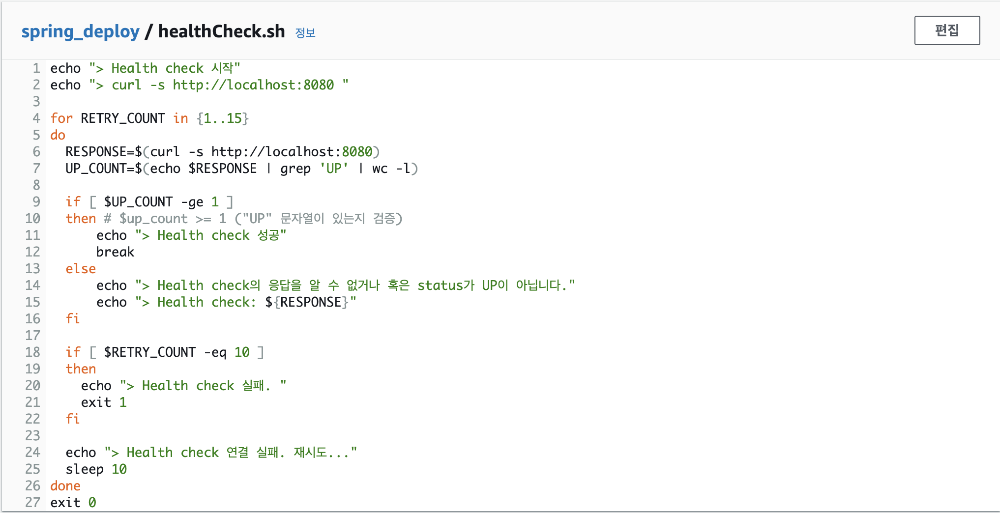 spring_deploy / healthCheck.sh 정보
편집
1 echo "> Health check 시작"
2 echo "> curl -s http://localhost:8080 "
3
4 for RETRY_COUNT in {1..15}
5 do
6   RESPONSE=$(curl -s http://localhost:8080)
7   UP_COUNT=$(echo $RESPONSE | grep 'UP' | wc -l)
8
9   if [ $UP_COUNT -ge 1 ]
10   then # $up_count >= 1 ("UP" 문자열이 있는지 검증)
11       echo "> Health check 성공"
12       break
13   else
14       echo "> Health check의 응답을 알 수 없거나 혹은 status가 UP이 아닙니다."
15       echo "> Health check: ${RESPONSE}"
16   fi
17
18   if [ $RETRY_COUNT -eq 10 ]
19   then
20     echo "> Health check 실패. "
21     exit 1
22   fi
23
24   echo "> Health check 연결 실패. 재시도..."
25   sleep 10
26 done
27 exit 0